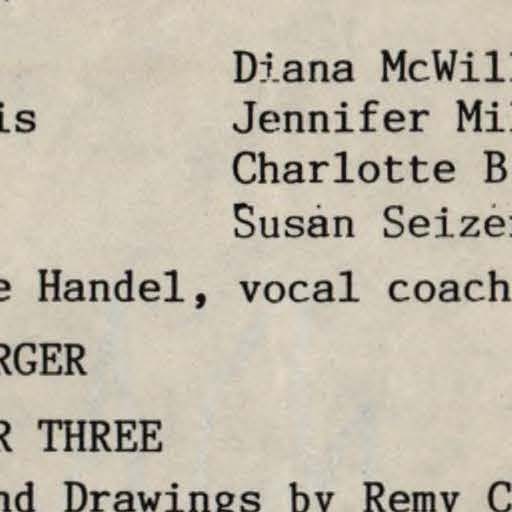 Diana McWil
is Jennifer Mi
Charlotte B
Susan Seize
e Handel, vocal coach
RGER
R THREE
nd Drawings by Remy C